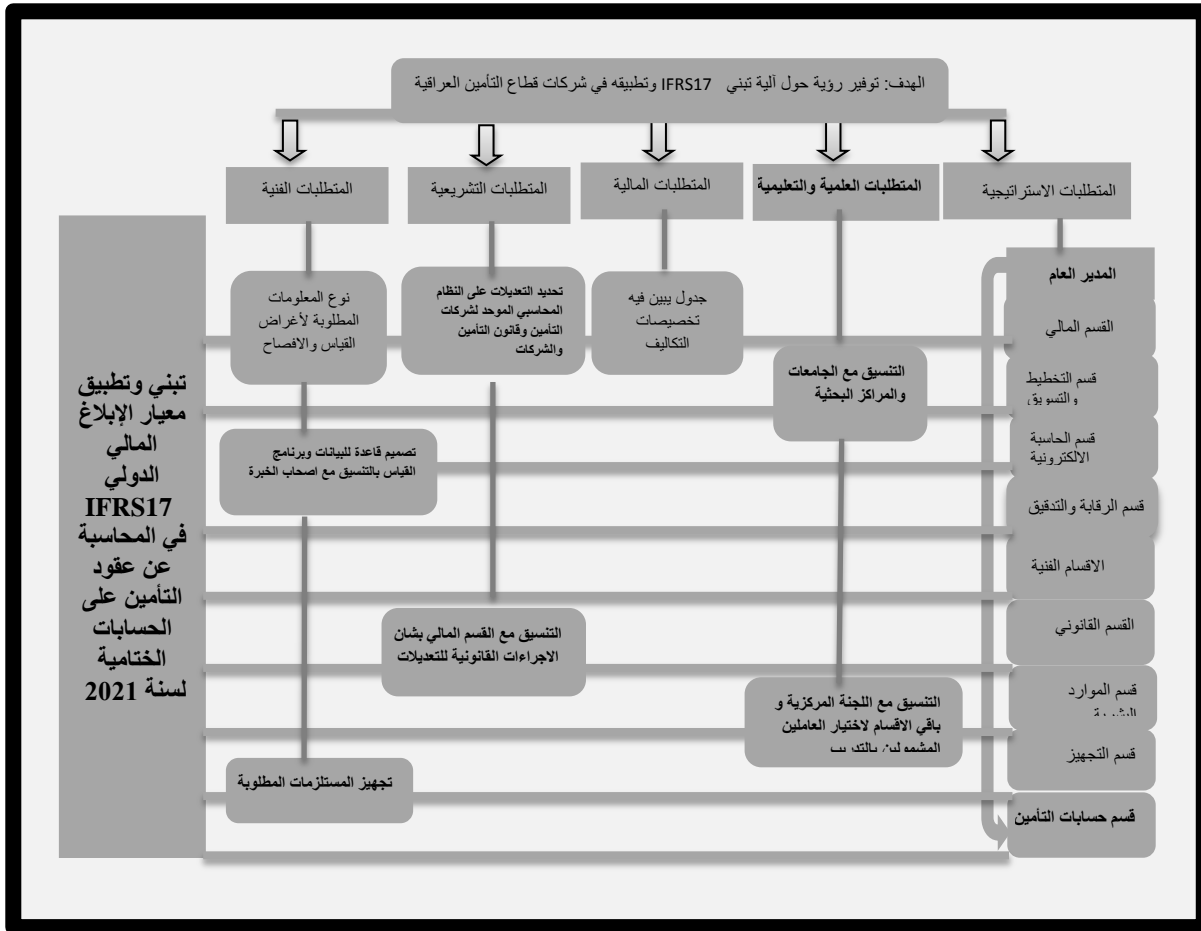 الهدف: توفير رؤية حول آلية تبني IFRS17 وتطبيقه في شركات قطاع التأمين العراقية
المتطلبات الاستراتيجية
المتطلبات العلمية والتعليمية
المتطلبات المالية
المتطلبات التشريعية
المتطلبات الفنية
المدير العام
القسم المالي
قسم التخطيط
والتسويق
قسم الحاسبة
الالكترونية
قسم الرقابة والتدقيق
الاقسام الفنية
القسم القانوني
قسم الموارد
قسم التجهيز
قسم حسابات التأمين
التنسيق مع الجامعات
والمراكز البحثية
التنسيق مع اللجنة المركزية و
باقي الاقسام لاختيار العاملين
المشمولين بالتدريب
جدول يبين فيه
تخصيصات
التكاليف
تحديد التعديلات على النظام
المحاسبي الموحد لشركات
التأمين وقانون التأمين
والشركات
التنسيق مع القسم المالي بشان
الاجراءات القانونية للتعديلات
نوع المعلومات
المطلوبة لأغراض
القياس والافصاح
تصميم قاعدة للبيانات وبرنامج
القياس بالتنسيق مع اصحاب الخبرة
تجهيز المستلزمات المطلوبة
تبني وتطبيق
معيار الإبلاغ
المالي
الدولي
IFRS17
في المحاسبة
عن عقود
التأمين على
الحسابات
الختامية
لسنة 2021